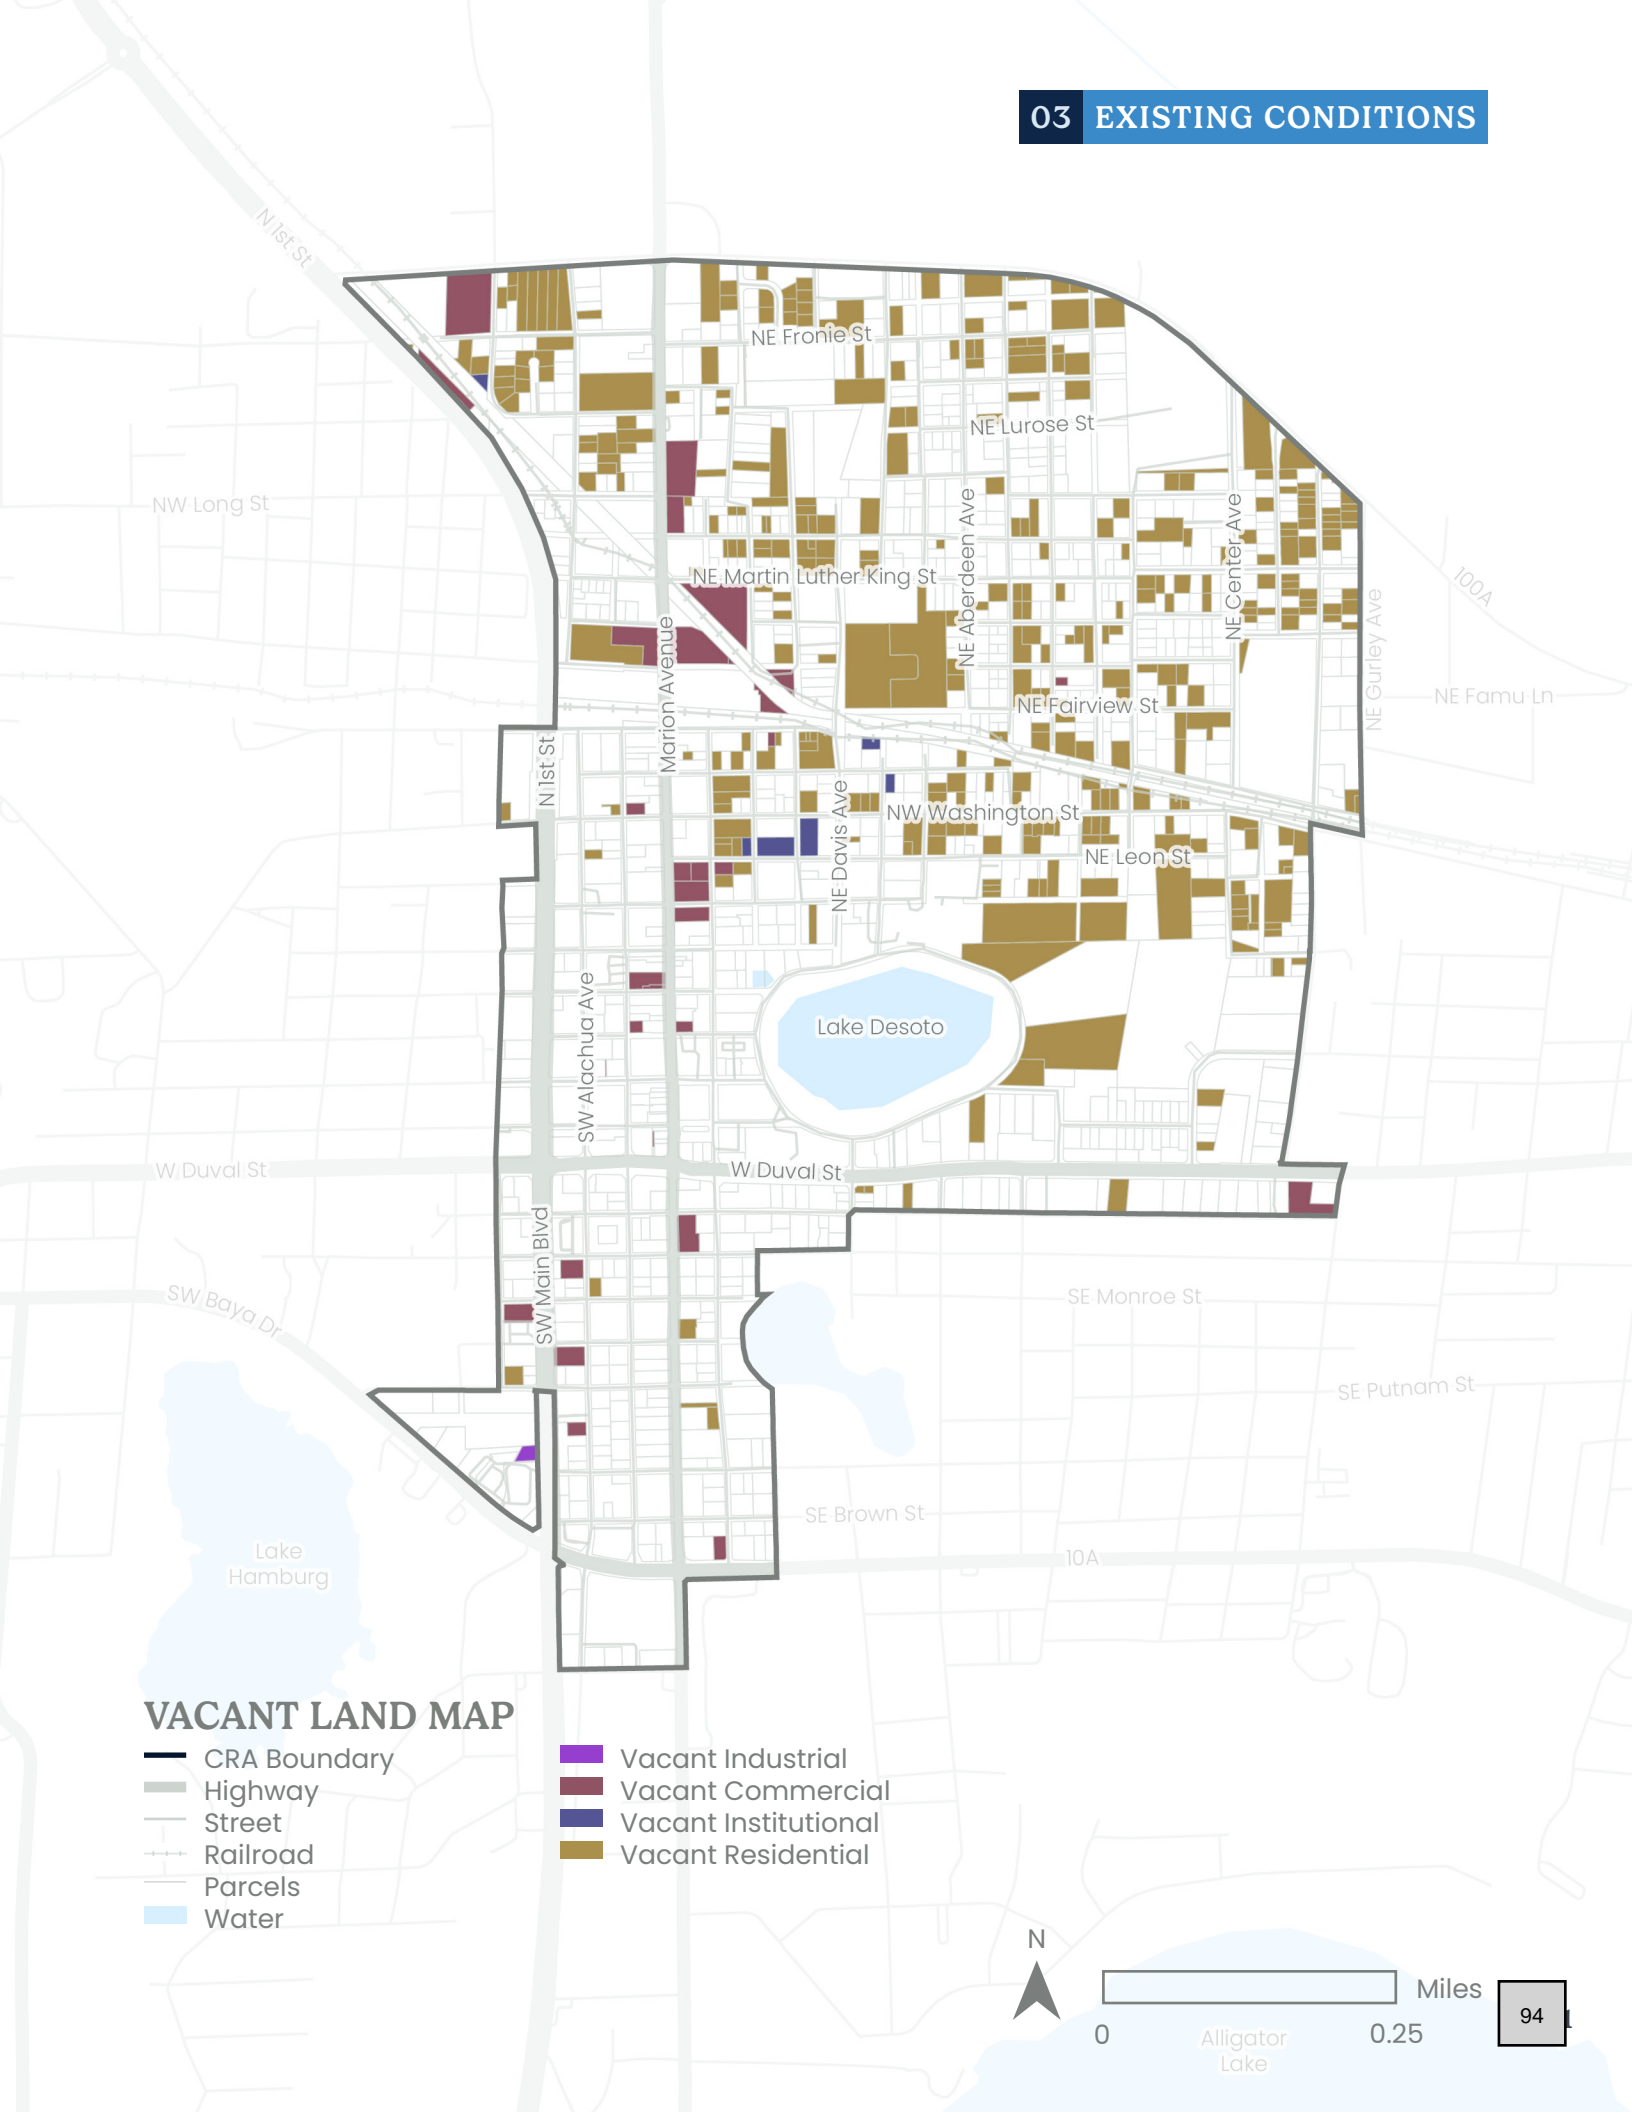 03 EXISTING CONDITIONS
N 1st St
NE Fronie St
NE Lurose St
NW Long St
NE Martin Luther King St
NE Aberdeen Ave
NE Center Ave
100A
NE Gurley Ave
NE Famu Ln
Marion Avenue
NE Fairview St
N 1st St
NE Davis Ave
NW Washington St
NE Leon St
SW Alachua Ave
Lake Desoto
W Duval St
W Duval St
SW Main Blvd
SW Baya Dr
SE Monroe St
SE Putnam St
SE Brown St
10A
Lake
Hamburg
VACANT LAND MAP
CRA Boundary
Highway
Street
Railroad
Parcels
Water
Vacant Industrial
Vacant Commercial
Vacant Institutional
Vacant Residential
N
Miles
0
0.25
Alligator
Lake
94